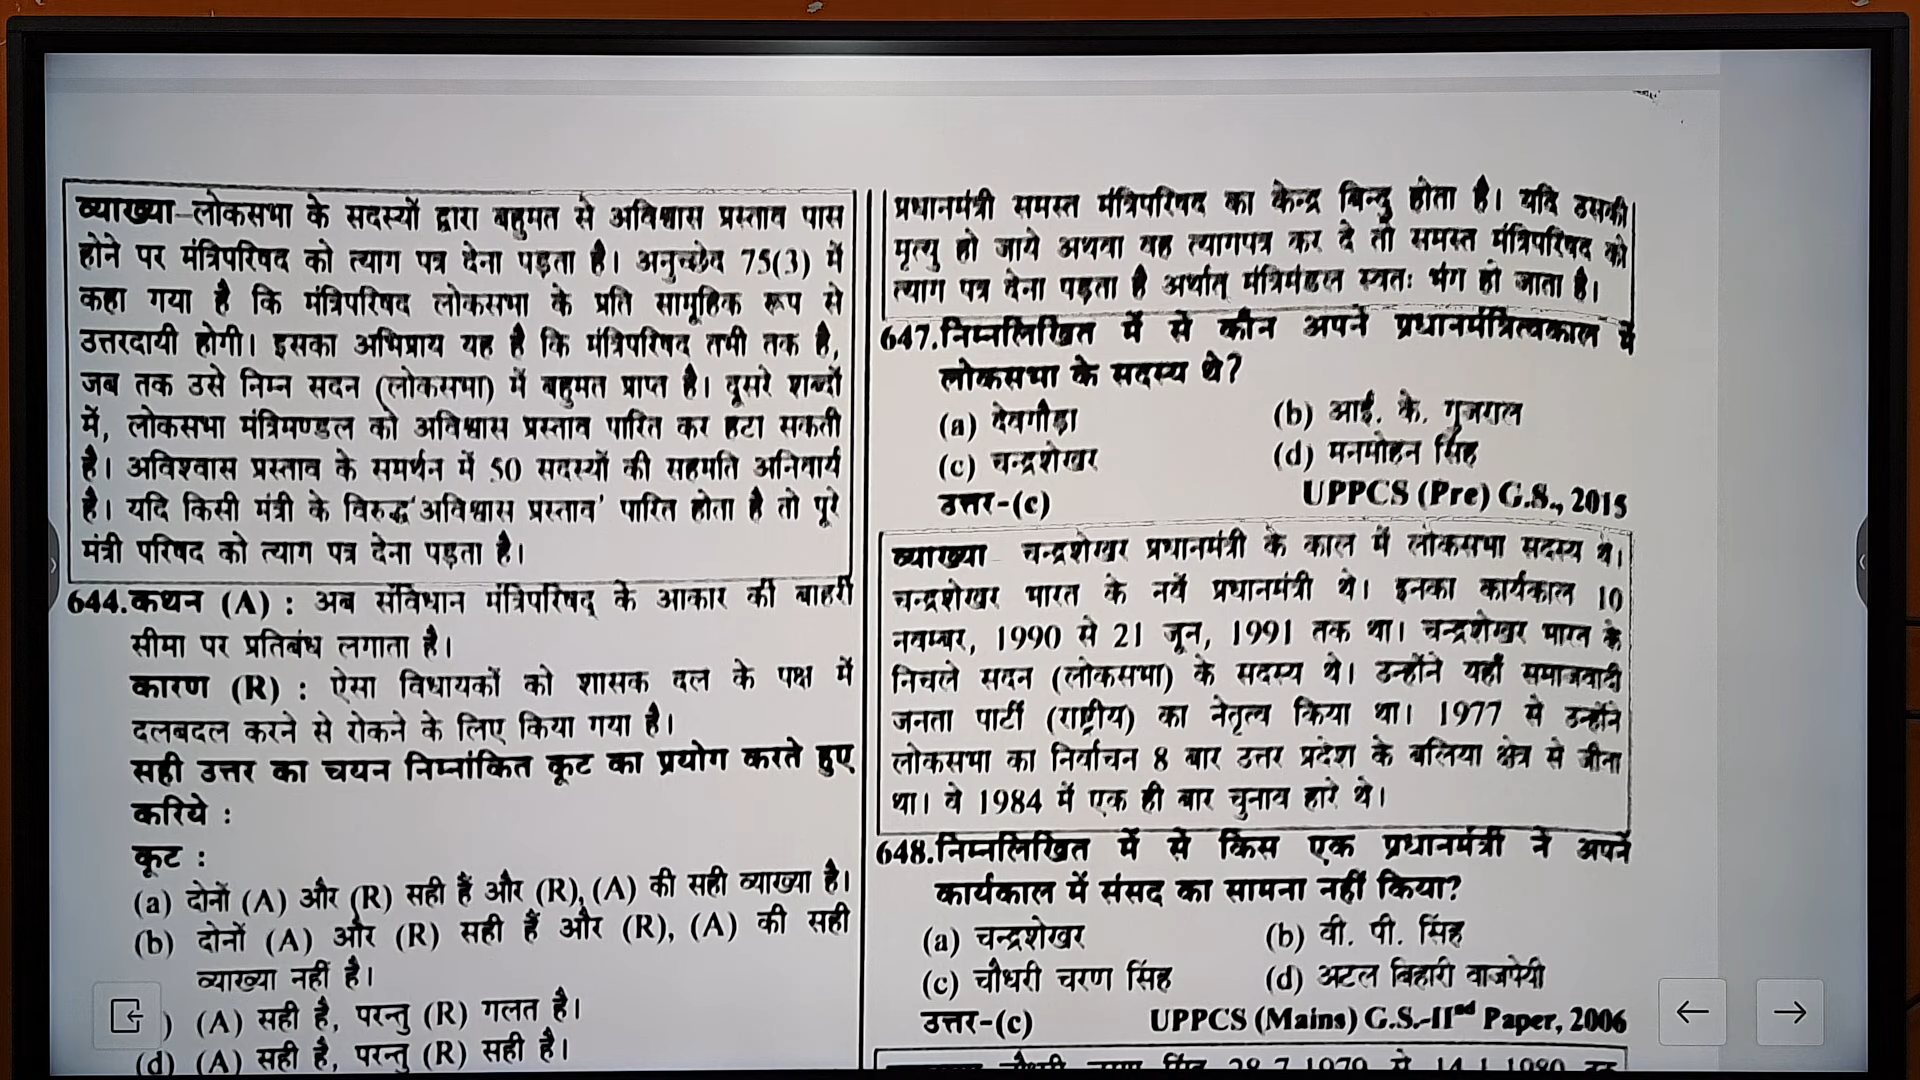 व्याख्या–लोकसभा के सदस्यों द्वारा बहुमत से अविश्वास प्रस्ताव पास
होने पर मंत्रिपरिषद को त्याग पत्र देना पड़ता है। अनुच्छेद 75(3) में
कहा गया है कि मंत्रिपरिषद लोकसभा के प्रति सामूहिक रूप से
उत्तरदायी होगी। इसका अभिप्राय यह है कि मंत्रिपरिषद तभी तक है,
जब तक उसे निम्न सदन (लोकसभा) में बहुमत प्राप्त है। दूसरे शब्दों
में, लोकसभा मंत्रिमण्डल को अविश्वास प्रस्ताव पारित कर हटा सकती
है। अविश्वास प्रस्ताव के समर्थन में 50 सदस्यों की सहमति अनिवार्य
है। यदि किसी मंत्री के विरुद्ध 'अविश्वास प्रस्ताव' पारित होता है तो पूरे
मंत्री परिषद को त्याग पत्र देना पड़ता है।
644.कथन (A) : अब संविधान मंत्रिपरिषद् के आकार की बाहरी
सीमा पर प्रतिबंध लगाता है।
कारण (R) : ऐसा विधायकों को शासक दल के पक्ष में
दलबदल करने से रोकने के लिए किया गया है।
सही उत्तर का चयन निम्नांकित कूट का प्रयोग करते हुए
करिये :
कूट :
(a) दोनों (A) और (R) सही हैं और (R), (A) की सही व्याख्या है।
(b) दोनों (A) और (R) सही हैं और (R), (A) की सही
व्याख्या नहीं है।
) (A) सही है, परन्तु (R) गलत है।
(d) (A) सही है, परन्तु (R) सही है।
प्रधानमंत्री समस्त मंत्रिपरिषद का केन्द्र बिन्दु होता है। यदि उसकी
मृत्यु हो जाये अथवा वह त्यागपत्र कर दे तो समस्त मंत्रिपरिषद को
त्याग पत्र देना पड़ता है अर्थात् मंत्रिमंडल स्वतः भंग हो जाता है।
647.निम्नलिखित में से कौन अपने प्रधानमंत्रित्वकाल में
लोकसभा के सदस्य थे?
(a) देवगौड़ा
(b) आई. के. गुजराल
(c) चन्द्रशेखर
(d) मनमोहन सिंह
उत्तर-(c)
UPPCS (Pre) G.S., 2015
व्याख्या चन्द्रशेखर प्रधानमंत्री के काल में लोकसभा सदस्य थे।
चन्द्रशेखर भारत के नवें प्रधानमंत्री थे। इनका कार्यकाल 10
नवम्बर, 1990 से 21 जून, 1991 तक था। चन्द्रशेखर भारत के
निचले सदन (लोकसभा) के सदस्य थे। उन्होंने यहाँ समाजवादी
जनता पार्टी (राष्ट्रीय) का नेतृत्व किया था। 1977 से उन्होंने
लोकसभा का निर्वाचन 8 बार उत्तर प्रदेश के बलिया क्षेत्र से जीता
था। वे 1984 में एक ही बार चुनाव हारे थे।
648.निम्नलिखित में से किस एक प्रधानमंत्री ने अपने
कार्यकाल में संसद का सामना नहीं किया?
(a) चन्द्रशेखर
(b) वी. पी. सिंह
(c) चौधरी चरण सिंह
(d) अटल बिहारी वाजपेयी
उत्तर-(c)
UPPCS (Mains) G.S.-IInd Paper, 2006